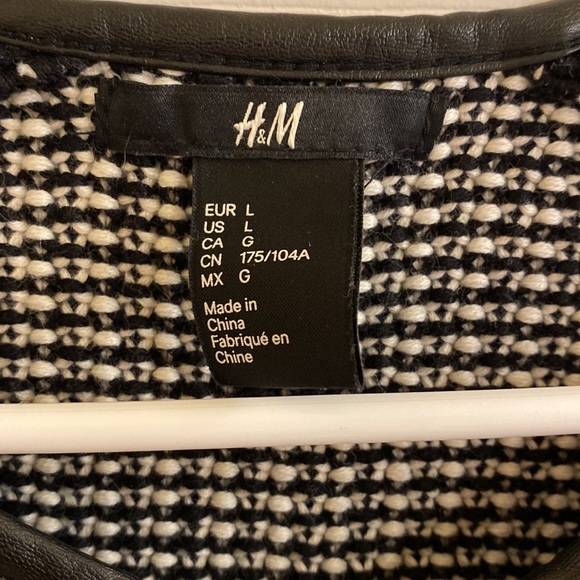 H&M
EUR L
US L
CA G
CN 175/104A
MX G
Made in
China
Fabriqué en
Chine